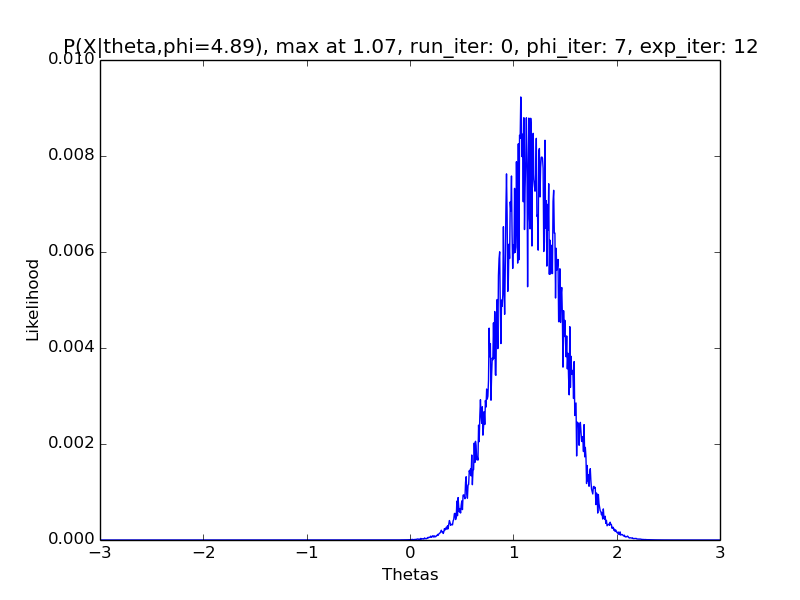 P(X|theta,phi=4.89), max at 1.07, run_iter: 0, phi_iter: 7, exp_iter: 12
0.010
0.008
0.006
0.004
0.002
0.000
Likelihood
−3 −2 −1 0 1 2 3
Thetas